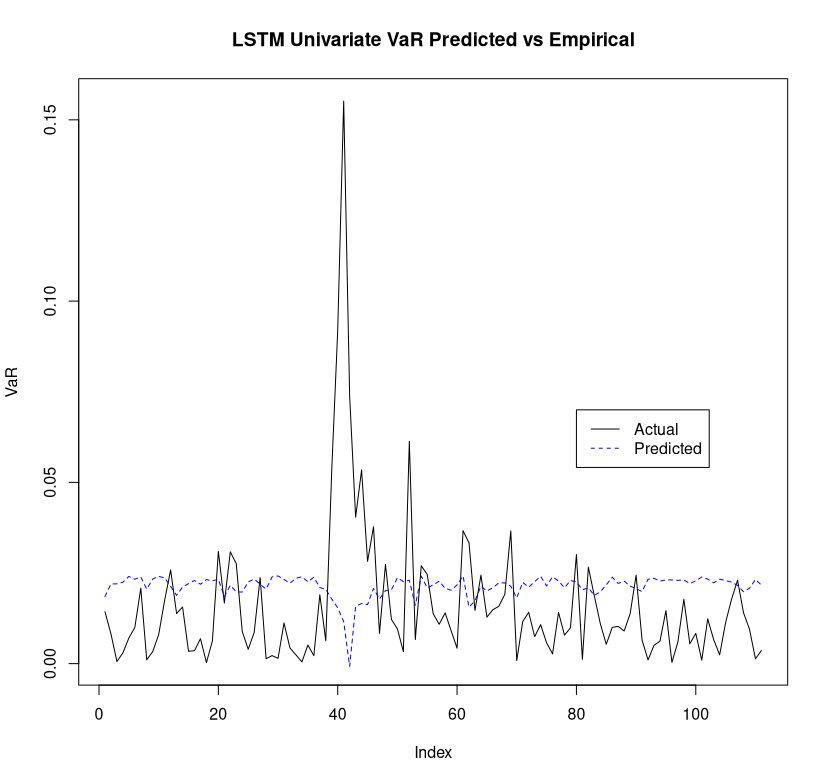 LSTM Univariate VaR Predicted vs Empirical
0.15
0.10
0.05
0.00
VaR
Actual
Predicted
0 20 40 60 80 100
Index